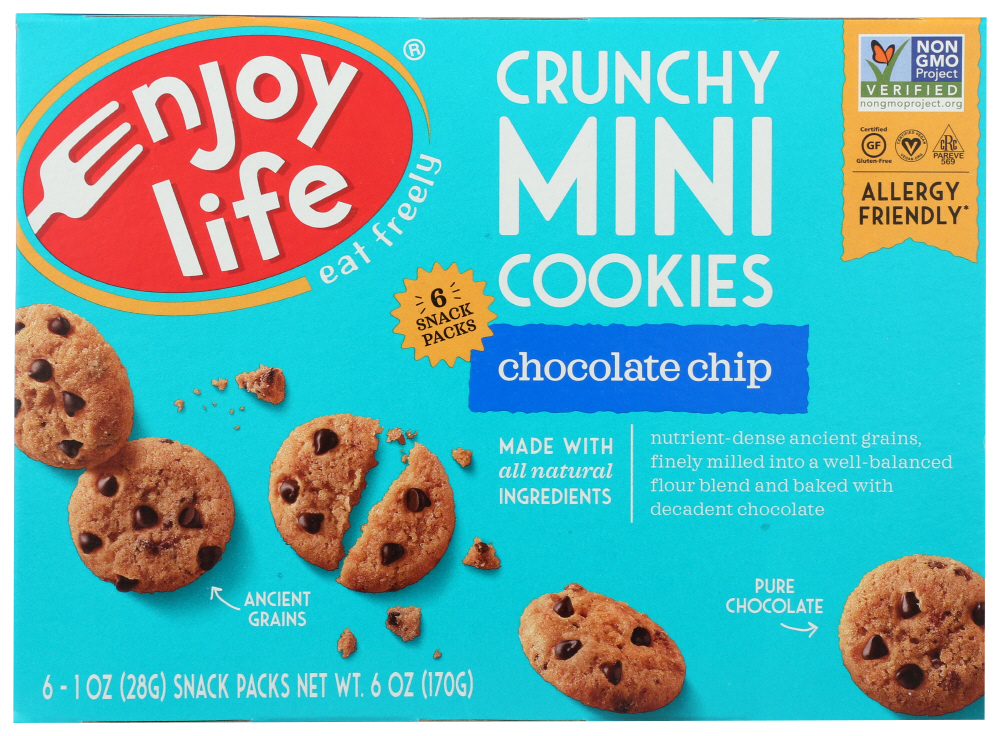 Enjoy
life
®
eat freely
CRUNCHY
MINI
COOKIES
chocolate chip
6
SNACK
PACKS
NON
GMO
Project
VERIFIED
nongmoproject.org
Certified
GF
Gluten-Free
CRC
PAREVE
569
ALLERGY
FRIENDLY*
MADE WITH
all natural
INGREDIENTS
nutrient-dense ancient grains,
finely milled into a well-balanced
flour blend and baked with
decadent chocolate
ANCIENT
GRAINS
PURE
CHOCOLATE
6 - 1 OZ (28G) SNACK PACKS NET WT. 6 OZ (170G)